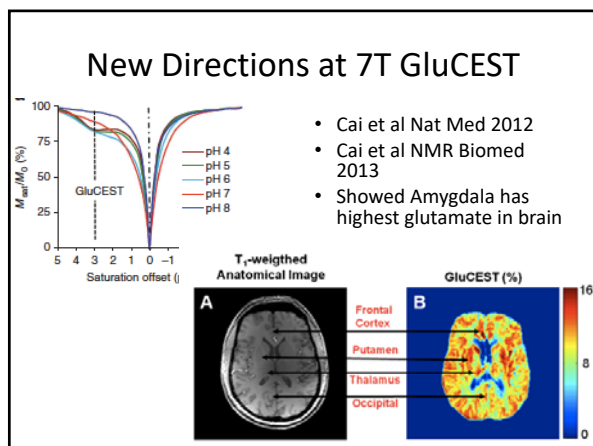 New Directions at 7T GluCEST
100
75
50
25
0
M_sat/M_0 (%)
GluCEST
pH 4
pH 5
pH 6
pH 7
pH 8
5 4 3 2 1 0 −1
Saturation offset (
• Cai et al Nat Med 2012
• Cai et al NMR Biomed
2013
• Showed Amygdala has
highest glutamate in brain
T1-weigthed
Anatomical Image
GluCEST (%)
A
B
Frontal
Cortex
Putamen
Thalamus
Occipital
16
8
0